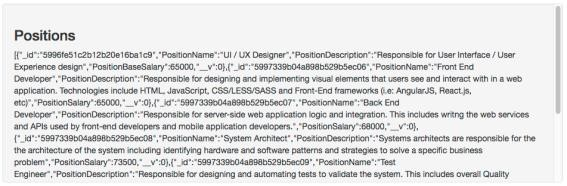 Positions
[{"_id":"5996fe51c2b12b20e16ba1c9","PositionName":"UI / UX Designer","PositionDescription":"Responsible for User Interface / User
Experience design","PositionBaseSalary":65000,"__v":0},{"_id":"5997339b04a898b529b5ec06","PositionName":"Front End
Developer","PositionDescription":"Responsible for designing and implementing visual elements that users see and interact with in a web
application. Technologies include HTML, JavaScript, CSS/LESS/SASS and Front-End frameworks (i.e: AngularJS, React.js,
etc)","PositionSalary":65000,"__v":0},{"_id":"5997339b04a898b529b5ec07","PositionName":"Back End
Developer","PositionDescription":"Responsible for server-side web application logic and integration. This includes writng the web services
and APIs used by front-end developers and mobile application developers.","PositionSalary":68000,"__v":0},
{"_id":"5997339b04a898b529b5ec08","PositionName":"System Architect","PositionDescription":"Systems architects are responsible for the
the architecture of the system including identifying hardware and software patterns and strategies to solve a specific business
problem","PositionSalary":73500,"__v":0},{"_id":"5997339b04a898b529b5ec09","PositionName":"Test
Engineer","PositionDescription":"Responsible for designing and automating tests to validate the system. This includes overall Quality